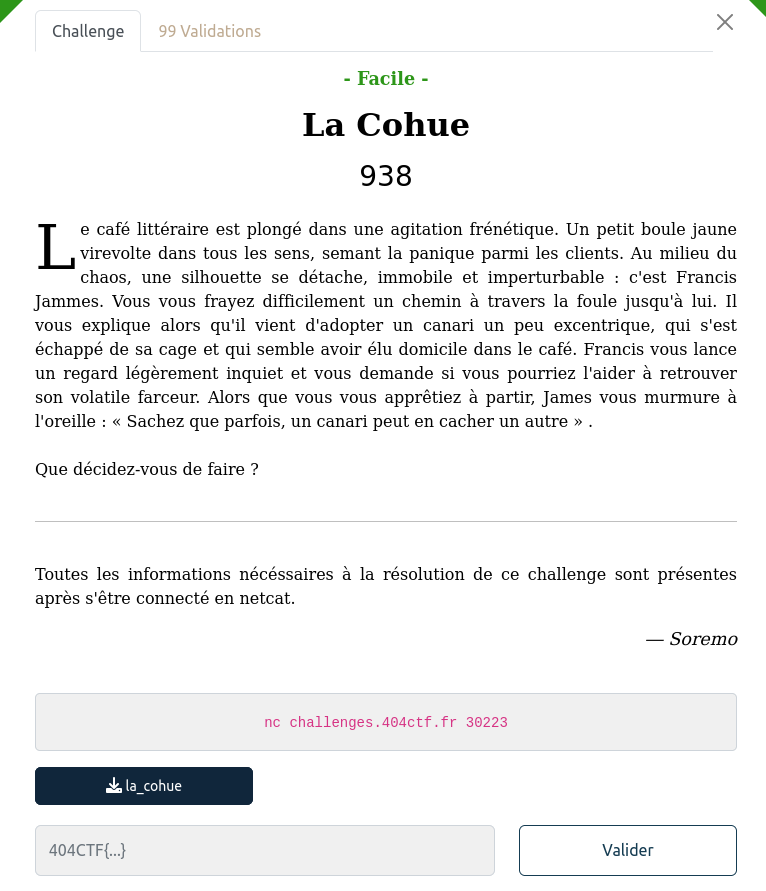 Challenge
99 Validations
- Facile -
La Cohue
938
Le café littéraire est plongé dans une agitation frénétique. Un petit boule jaune
virevolte dans tous les sens, semant la panique parmi les clients. Au milieu du
chaos, une silhouette se détache, immobile et imperturbable : c'est Francis
Jammes. Vous vous frayez difficilement un chemin à travers la foule jusqu'à lui. Il
vous explique alors qu'il vient d'adopter un canari un peu excentrique, qui s'est
échappé de sa cage et qui semble avoir élu domicile dans le café. Francis vous lance
un regard légèrement inquiet et vous demande si vous pourriez l'aider à retrouver
son volatile farceur. Alors que vous vous apprêtiez à partir, James vous murmure à
l'oreille : « Sachez que parfois, un canari peut en cacher un autre » .
Que décidez-vous de faire ?
Toutes les informations nécéssaires à la résolution de ce challenge sont présentes
après s'être connecté en netcat.
— Soremo
nc challenges.404ctf.fr 30223
la_cohue
404CTF{...}
Valider